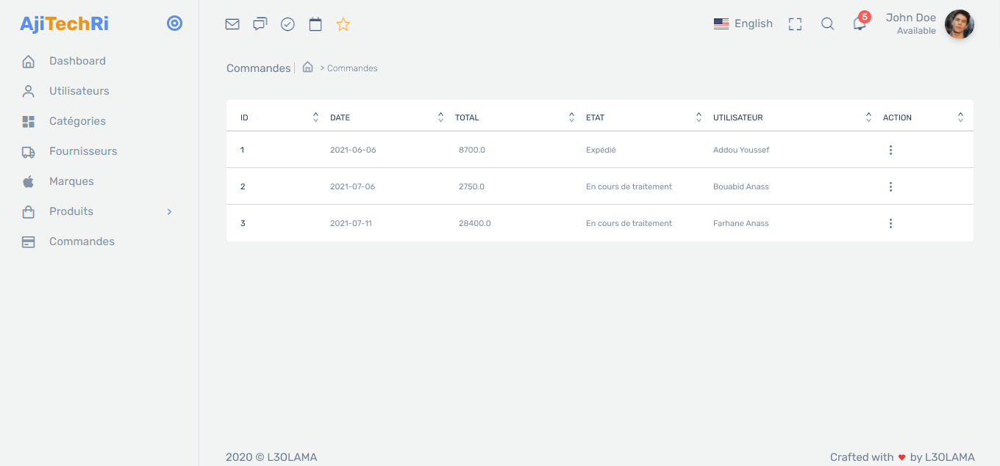 AjiTechRi
English
5
John Doe
Available
Dashboard
Utilisateurs
Catégories
Fournisseurs
Marques
Produits
Commandes
Commandes > Commandes
ID DATE TOTAL ETAT UTILISATEUR ACTION
1 2021-06-06 8700.0 Expédié Addou Youssef
2 2021-07-06 2750.0 En cours de traitement Bouabid Anass
3 2021-07-11 28400.0 En cours de traitement Farhane Anass
2020 © L3OLAMA
Crafted with ♥ by L3OLAMA